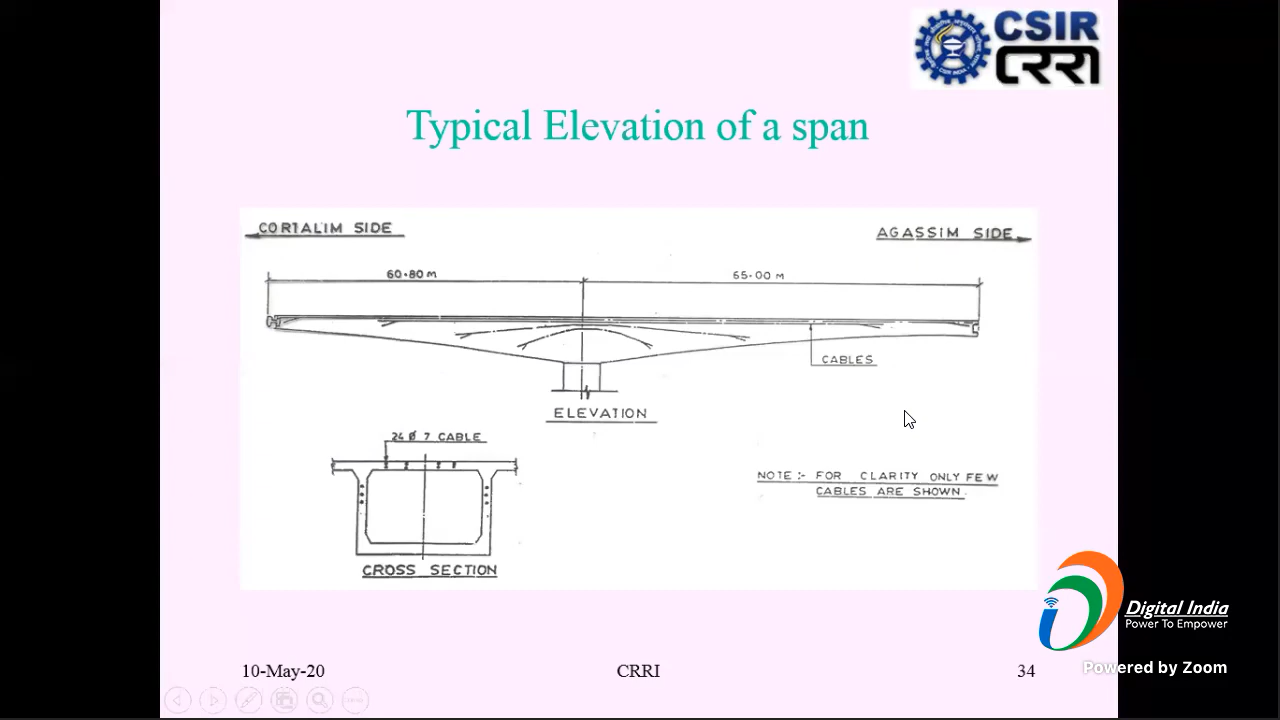 CSIR
CRRI
Typical Elevation of a span
CORTALIM SIDE
AGASSIM SIDE
60.80 M
65.00 M
CABLES
ELEVATION
24 Ø 7 CABLE
NOTE :- FOR CLARITY ONLY FEW
CABLES ARE SHOWN.
CROSS SECTION
Digital India
Power To Empower
10-May-20
CRRI
34
Powered by Zoom